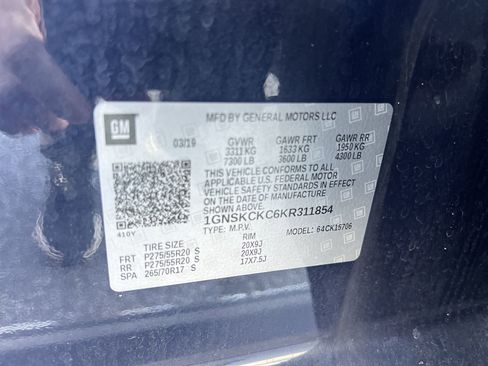 MFD BY GENERAL MOTORS LLC
GM
03/19 GVWR GAWR FRT GAWR RR
3311 KG 1633 KG 1950 KG
7300 LB 3600 LB 4300 LB
THIS VEHICLE CONFORMS TO ALL
APPLICABLE U.S. FEDERAL MOTOR
VEHICLE SAFETY STANDARDS IN
EFFECT ON THE DATE OF
MANUFACTURE SHOWN ABOVE.
1GNSKCKC6KR311854
410Y TYPE: M.P.V. 64CK15706
TIRE SIZE RIM
FRT P275/55R20 S 20X9J
RR P275/55R20 S 20X9J
SPA 265/70R17 S 17X7.5J